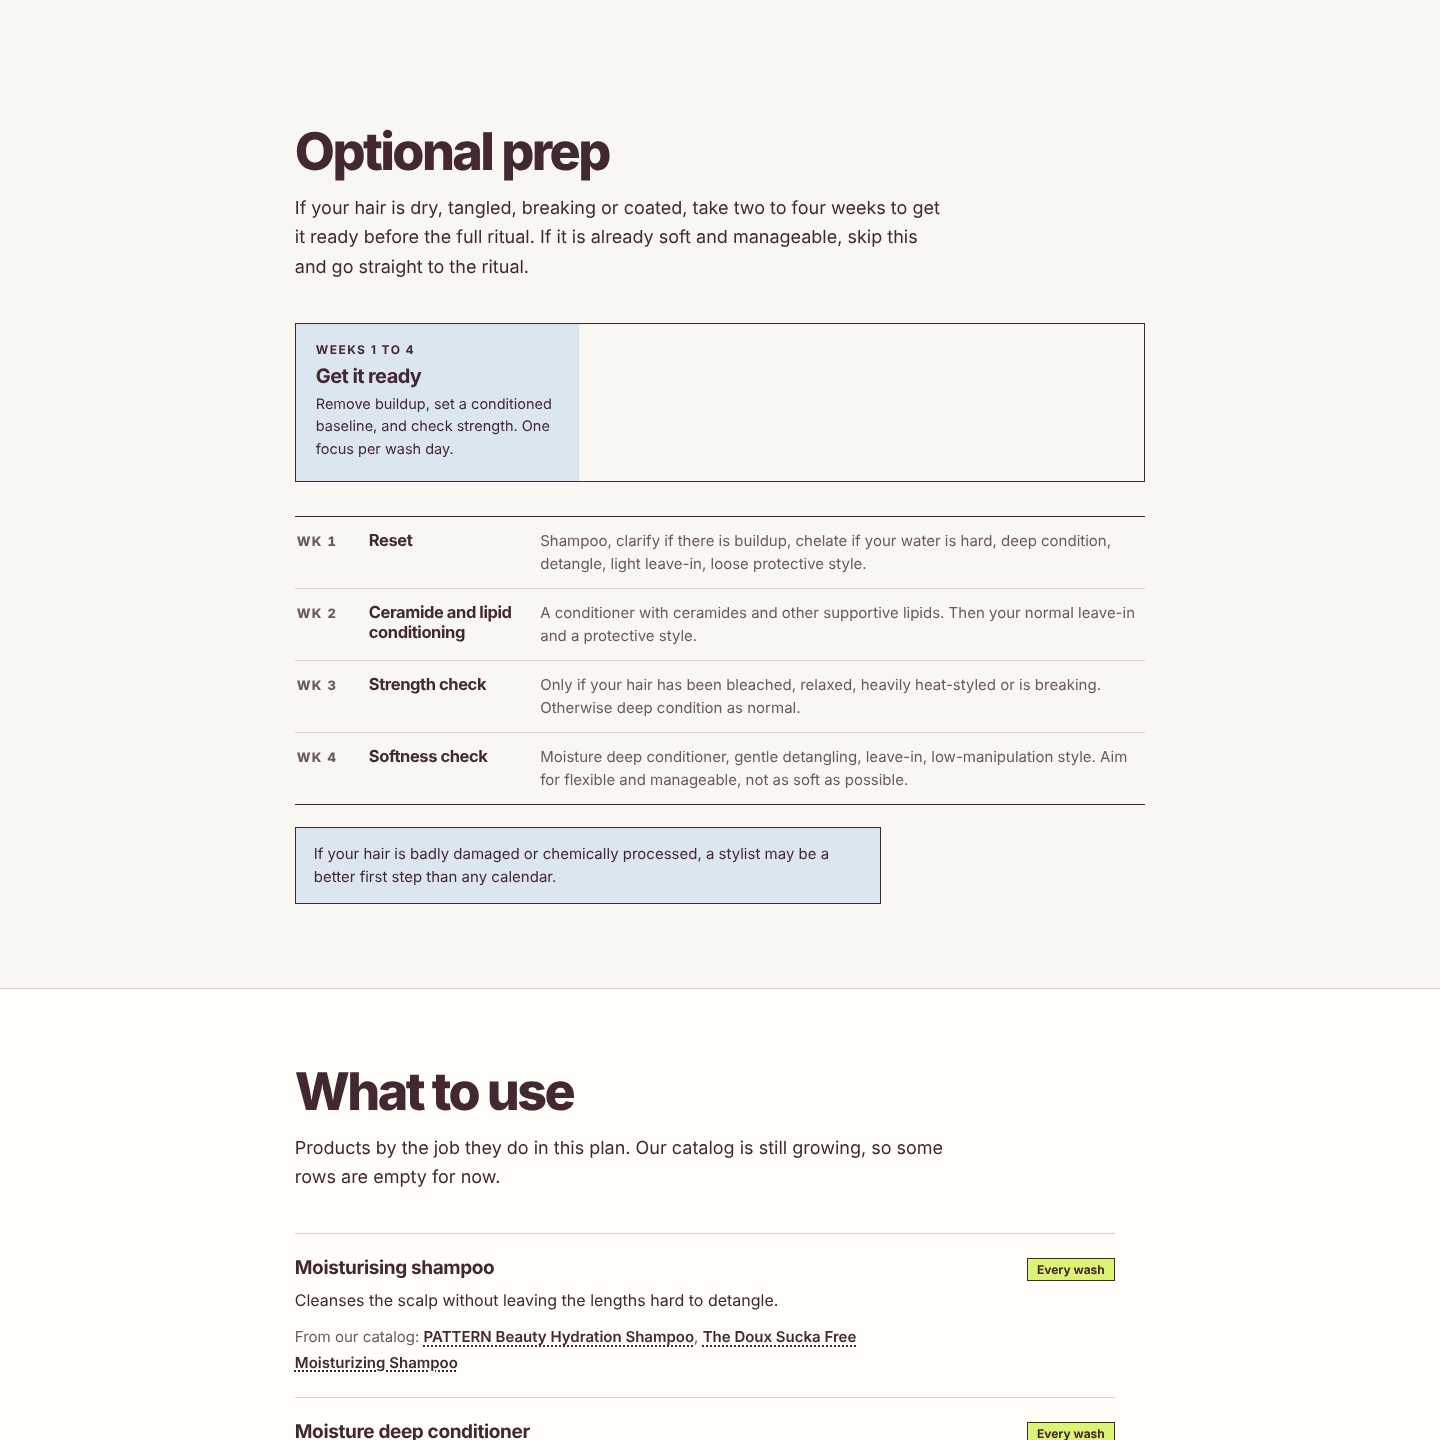 Optional prep
If your hair is dry, tangled, breaking or coated, take two to four weeks to get
it ready before the full ritual. If it is already soft and manageable, skip this
and go straight to the ritual.
WEEKS 1 TO 4
Get it ready
Remove buildup, set a conditioned
baseline, and check strength. One
focus per wash day.
WK 1 Reset Shampoo, clarify if there is buildup, chelate if your water is hard, deep condition,
detangle, light leave-in, loose protective style.
WK 2 Ceramide and lipid A conditioner with ceramides and other supportive lipids. Then your normal leave-in
conditioning and a protective style.
WK 3 Strength check Only if your hair has been bleached, relaxed, heavily heat-styled or is breaking.
Otherwise deep condition as normal.
WK 4 Softness check Moisture deep conditioner, gentle detangling, leave-in, low-manipulation style. Aim
for flexible and manageable, not as soft as possible.
If your hair is badly damaged or chemically processed, a stylist may be a
better first step than any calendar.
What to use
Products by the job they do in this plan. Our catalog is still growing, so some
rows are empty for now.
Moisturising shampoo Every wash
Cleanses the scalp without leaving the lengths hard to detangle.
From our catalog: PATTERN Beauty Hydration Shampoo, The Doux Sucka Free
Moisturizing Shampoo
Moisture deep conditioner Every wash